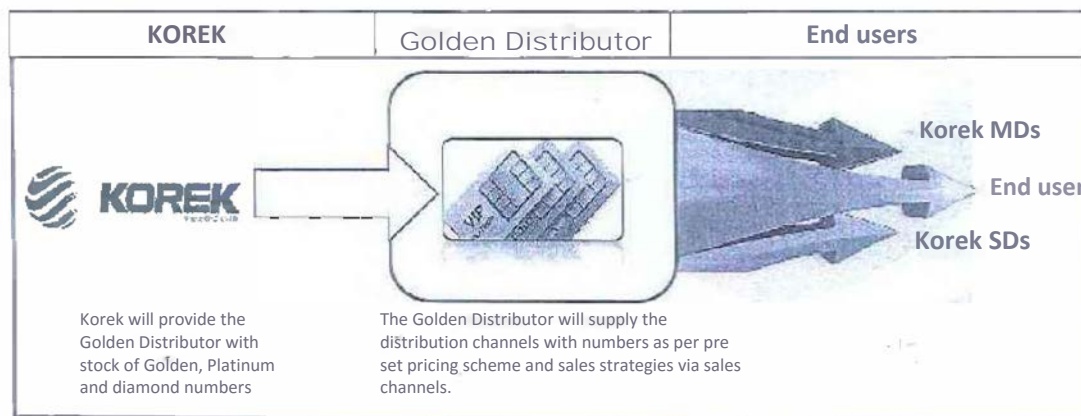 KOREK
Golden Distributor
End users
Korek MDs
KOREK
VIP
End user
Korek SDs
Korek will provide the
Golden Distributor with
stock of Golden, Platinum
and diamond numbers
The Golden Distributor will supply the
distribution channels with numbers as per pre
set pricing scheme and sales strategies via sales
channels.